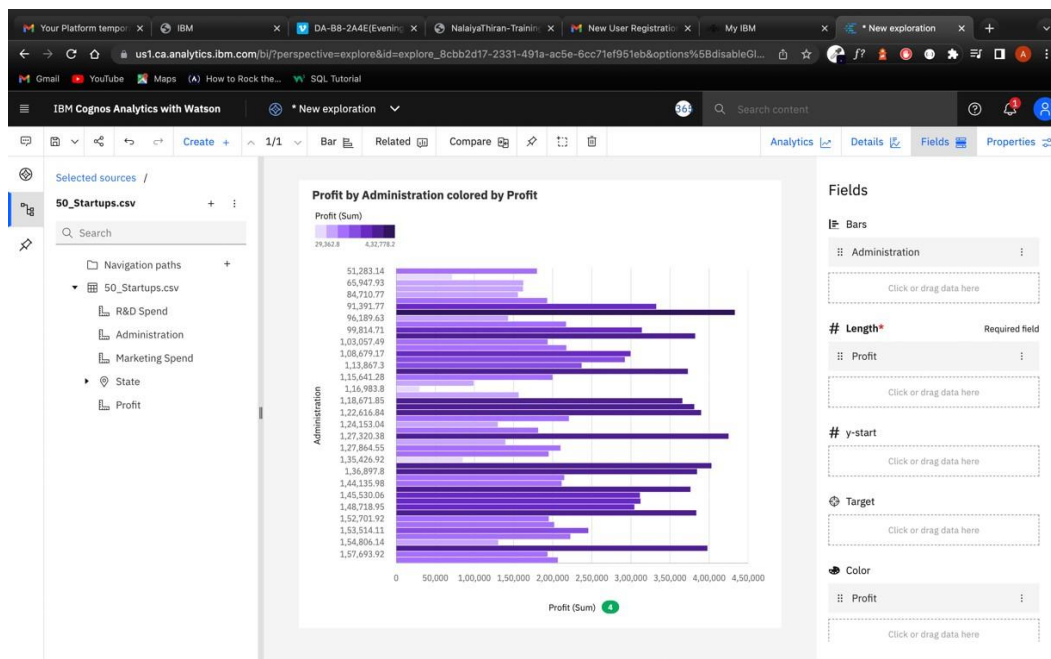 Your Platform tempor
IBM
DA-B8-2A4E(Evening
NalaiyaThiran-Training
New User Registratio
My IBM
* New exploration
us1.ca.analytics.ibm.com/bi/?perspective=explore&id=explore_8cbb2d17-2331-491a-ac5e-6cc71ef951eb&options%5BdisableGl...
Gmail
YouTube
Maps
How to Rock the...
SQL Tutorial
IBM Cognos Analytics with Watson
* New exploration
365
Search content
1
Create +
1/1
Bar
Related
Compare
Analytics
Details
Fields
Properties
Selected sources /
50_Startups.csv
Search
Navigation paths
50_Startups.csv
R&D Spend
Administration
Marketing Spend
State
Profit
Profit by Administration colored by Profit
Profit (Sum)
29,362.8 4,32,778.2
Administration
51,283.14
65,947.93
84,710.77
91,391.77
96,189.63
99,814.71
1,03,057.49
1,08,679.17
1,13,867.3
1,15,641.28
1,16,983.8
1,18,671.85
1,22,616.84
1,24,153.04
1,27,320.38
1,27,864.55
1,35,426.92
1,36,897.8
1,44,135.98
1,45,530.06
1,48,718.95
1,52,701.92
1,53,514.11
1,54,806.14
1,57,693.92
0 50,000 1,00,000 1,50,000 2,00,000 2,50,000 3,00,000 3,50,000 4,00,000 4,50,000
Profit (Sum) 4
Fields
Bars
Administration
Click or drag data here
# Length* Required field
Profit
Click or drag data here
# y-start
Click or drag data here
Target
Click or drag data here
Color
Profit
Click or drag data here